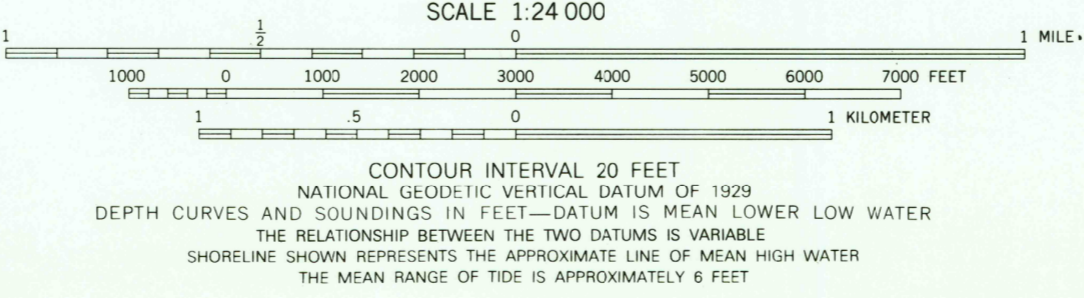 SCALE 1:24 000
1 1/2 0 1 MILE
1000 0 1000 2000 3000 4000 5000 6000 7000 FEET
1 .5 0 1 KILOMETER
CONTOUR INTERVAL 20 FEET
NATIONAL GEODETIC VERTICAL DATUM OF 1929
DEPTH CURVES AND SOUNDINGS IN FEET—DATUM IS MEAN LOWER LOW WATER
THE RELATIONSHIP BETWEEN THE TWO DATUMS IS VARIABLE
SHORELINE SHOWN REPRESENTS THE APPROXIMATE LINE OF MEAN HIGH WATER
THE MEAN RANGE OF TIDE IS APPROXIMATELY 6 FEET